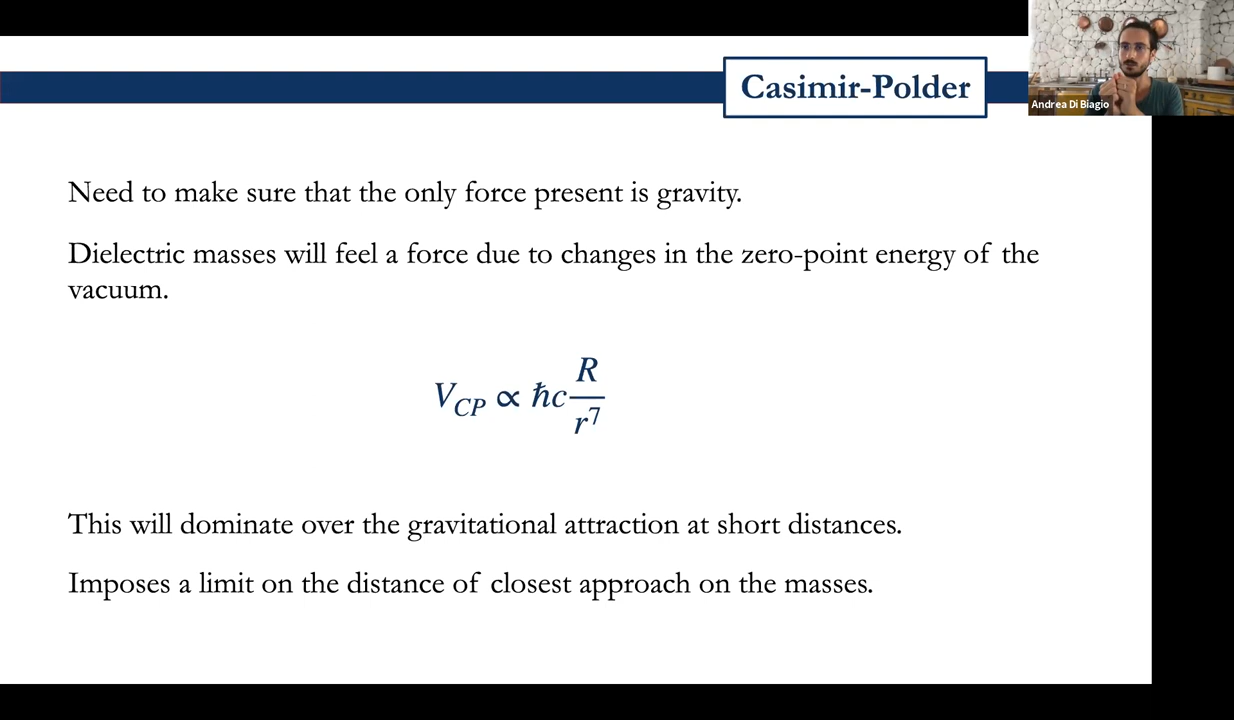 Casimir-Polder
Andrea Di Biagio
Need to make sure that the only force present is gravity.
Dielectric masses will feel a force due to changes in the zero-point energy of the
vacuum.
V_{CP} ∝ ħc R/r^7
This will dominate over the gravitational attraction at short distances.
Imposes a limit on the distance of closest approach on the masses.